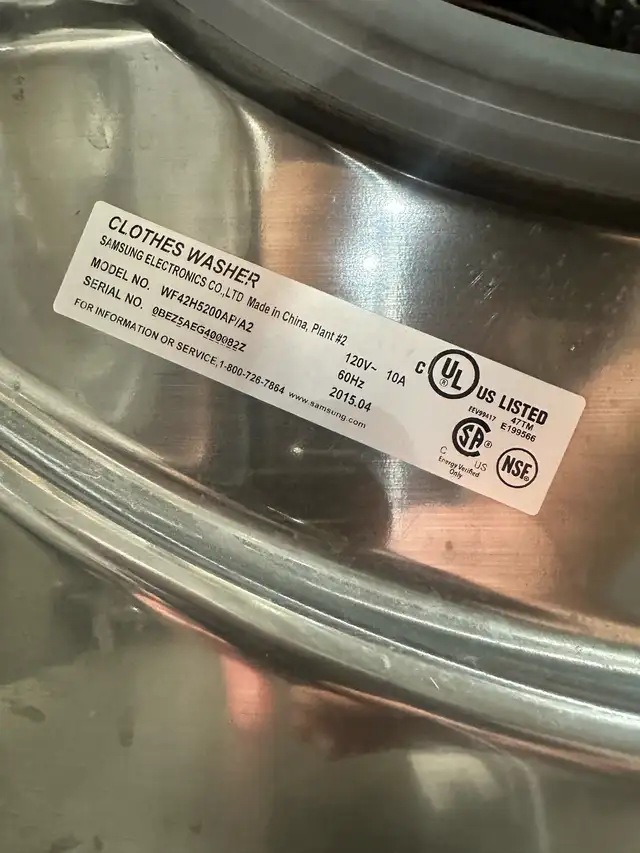 CLOTHES WASHER
SAMSUNG ELECTRONICS CO.,LTD Made in China, Plant #2
MODEL NO. WF42H5200AP/A2
SERIAL NO. 0BEZ5AEG400082Z
120V~ 10A
60Hz
2015.04
FOR INFORMATION OR SERVICE,1-800-726-7864 www.samsung.com
C UL ® US LISTED
47TM
FEV99417 E199566
SA ®
C US
Energy Verified
Only
NSF ®